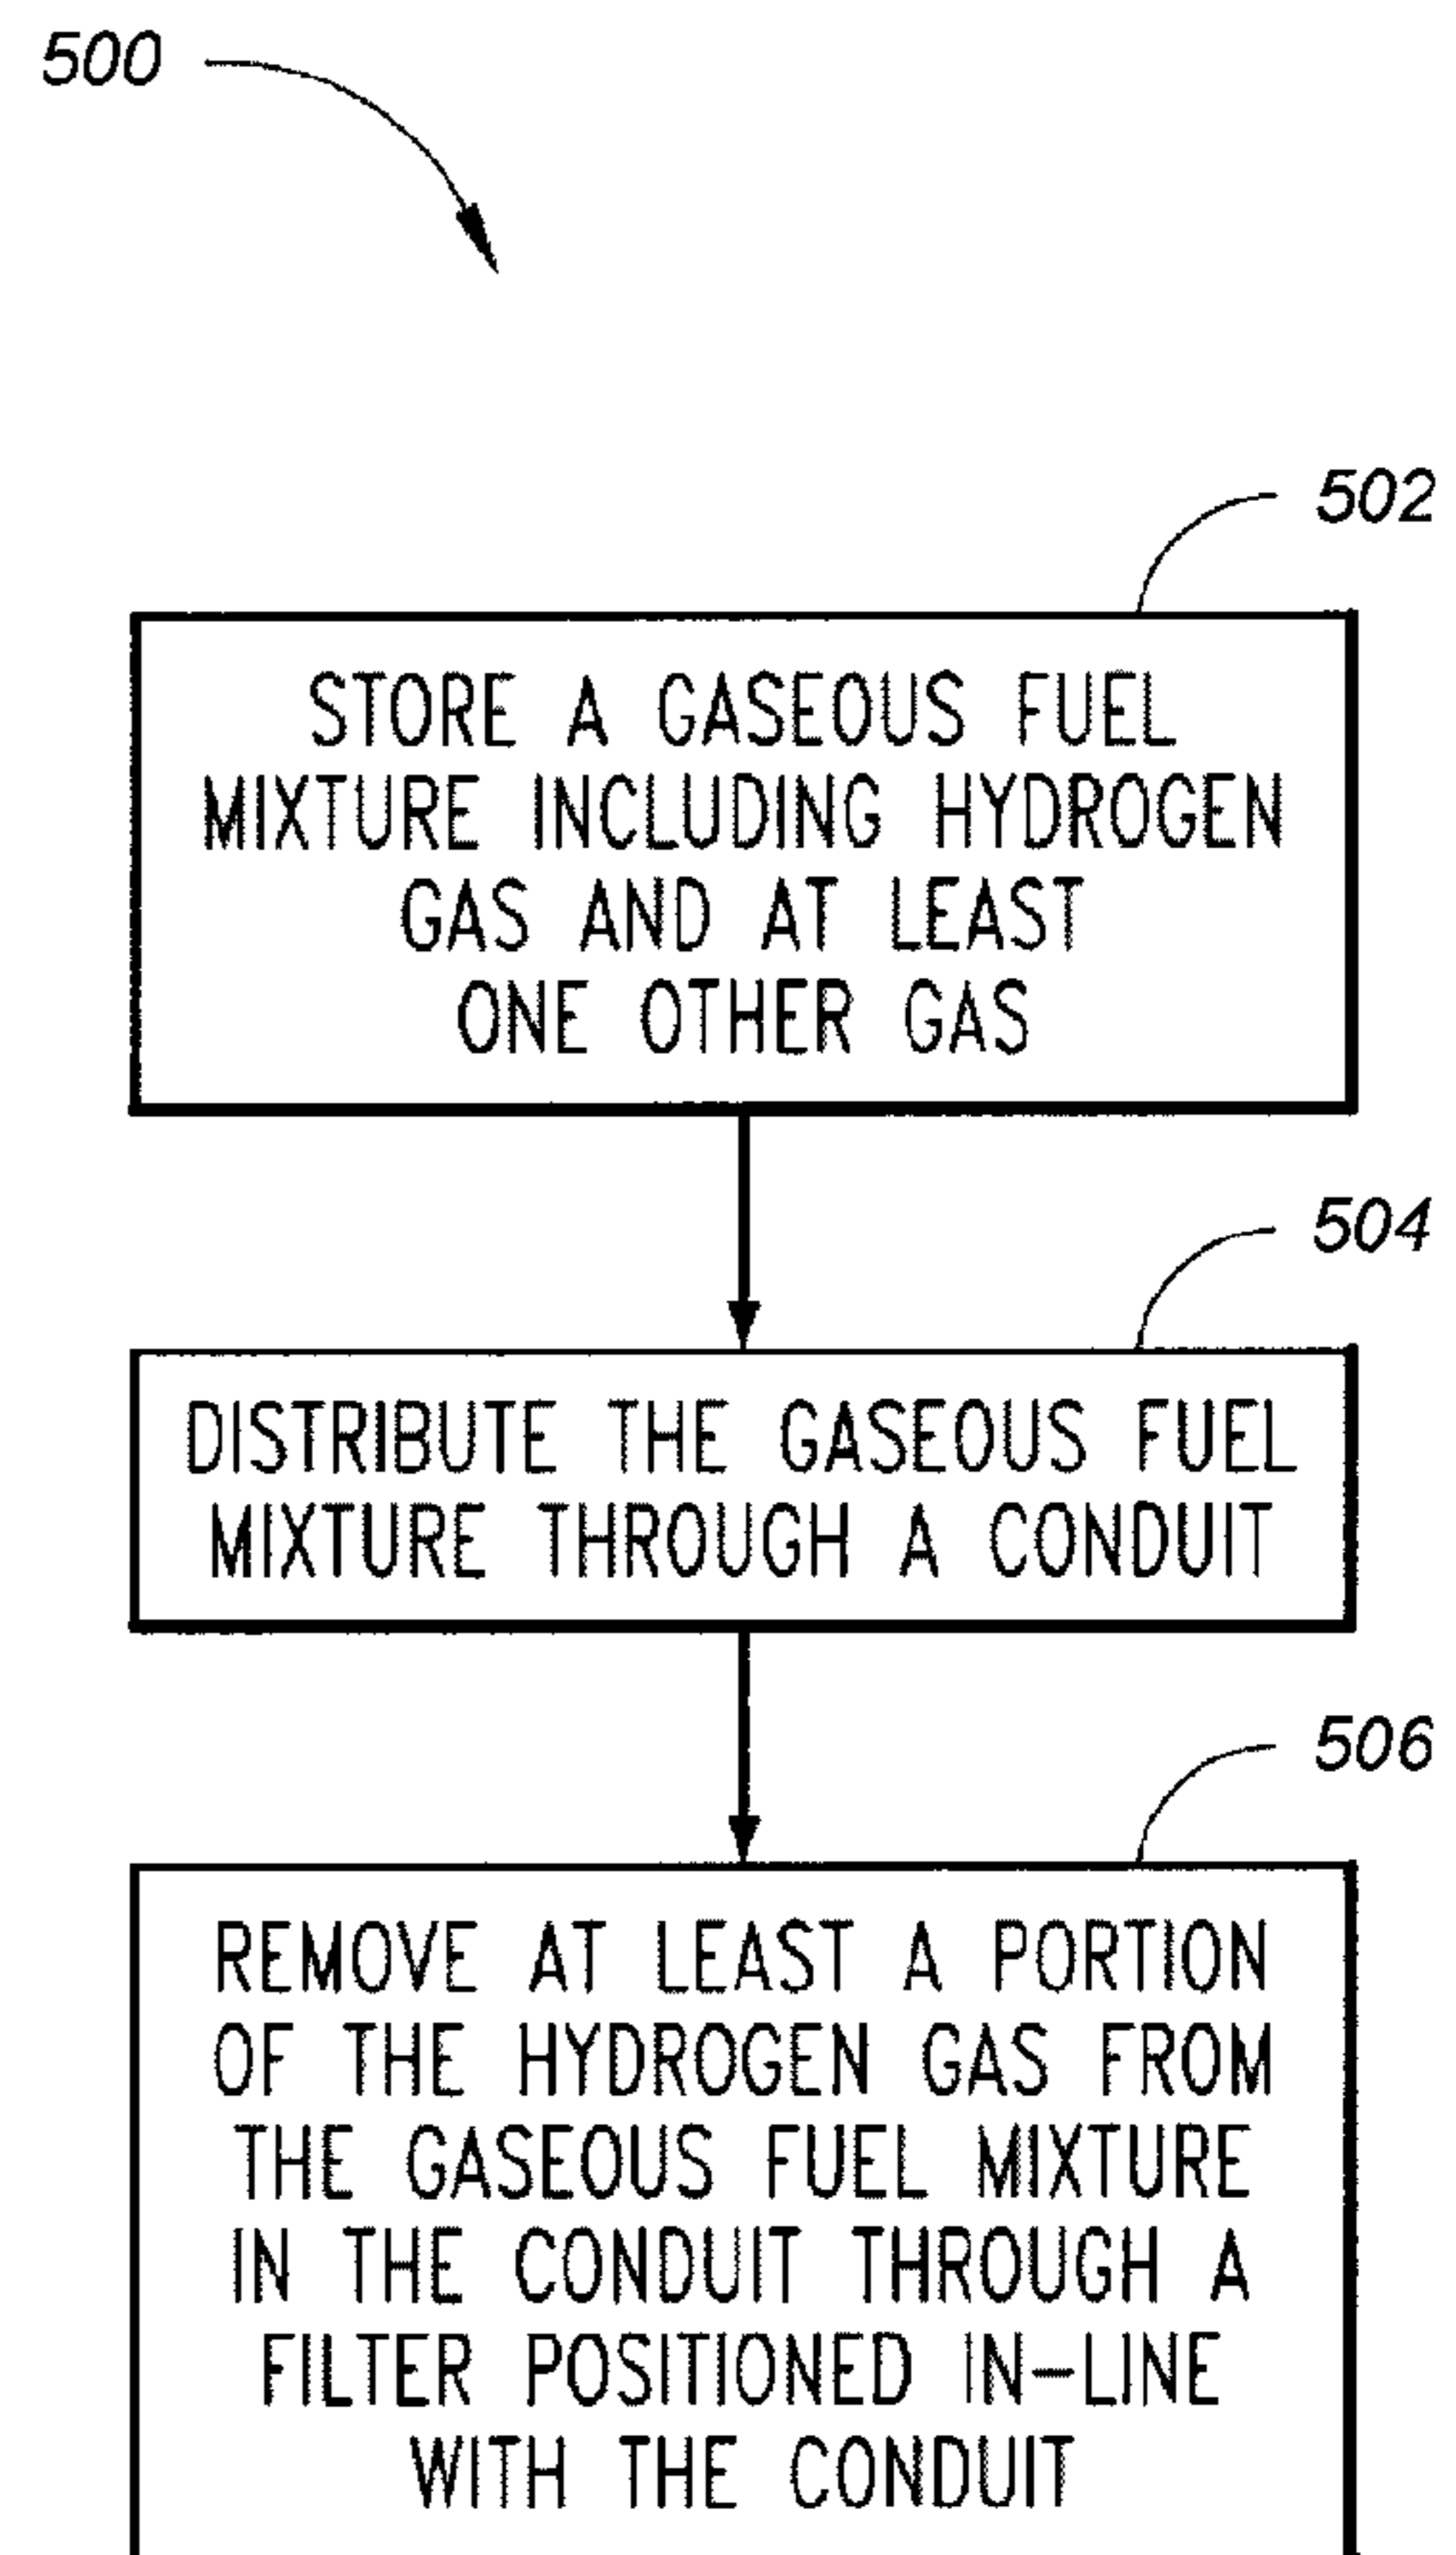 500
502
STORE A GASEOUS FUEL
MIXTURE INCLUDING HYDROGEN
GAS AND AT LEAST
ONE OTHER GAS
504
DISTRIBUTE THE GASEOUS FUEL
MIXTURE THROUGH A CONDUIT
506
REMOVE AT LEAST A PORTION
OF THE HYDROGEN GAS FROM
THE GASEOUS FUEL MIXTURE
IN THE CONDUIT THROUGH A
FILTER POSITIONED IN-LINE
WITH THE CONDUIT